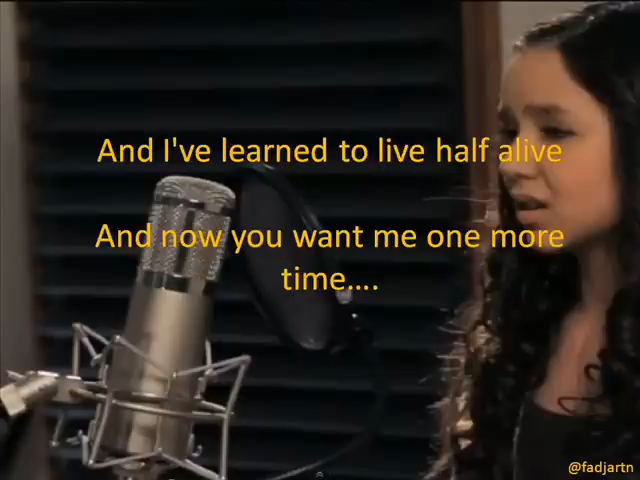 And I've learned to live half alive
And now you want me one more
time....
@fadjartn